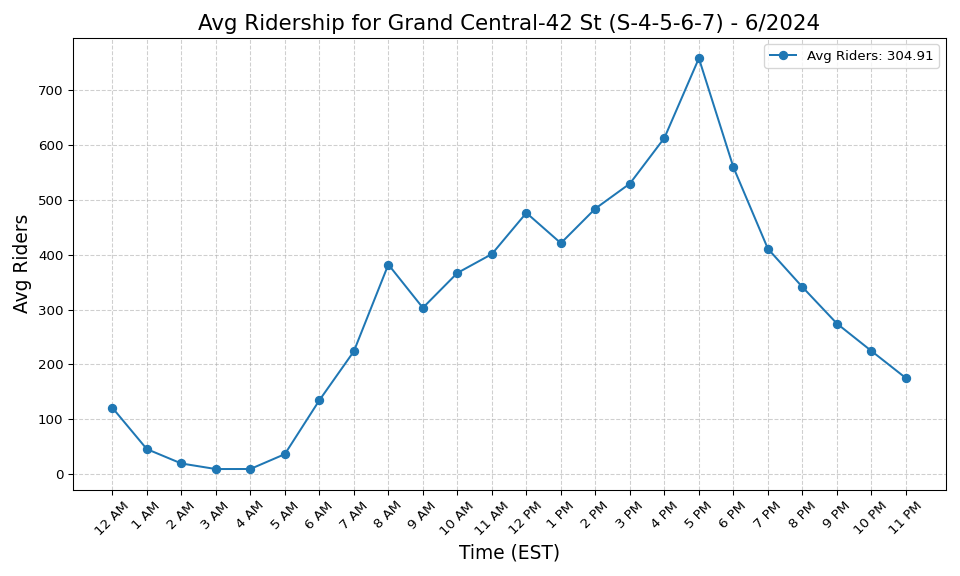 Avg Ridership for Grand Central-42 St (S-4-5-6-7) - 6/2024
Avg Riders: 304.91
Avg Riders
700
600
500
400
300
200
100
0
12 AM
1 AM
2 AM
3 AM
4 AM
5 AM
6 AM
7 AM
8 AM
9 AM
10 AM
11 AM
12 PM
1 PM
2 PM
3 PM
4 PM
5 PM
6 PM
7 PM
8 PM
9 PM
10 PM
11 PM
Time (EST)